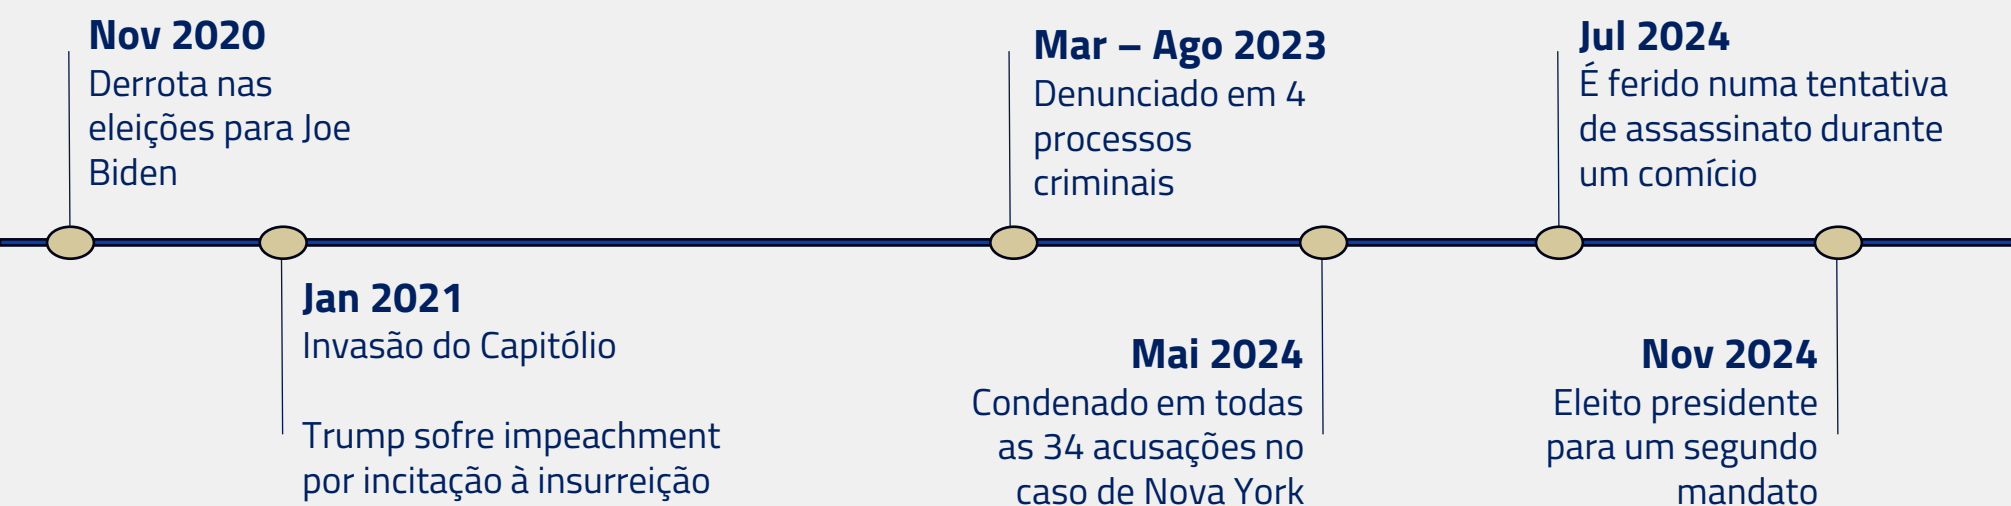 Nov 2020
Derrota nas
eleições para Joe
Biden
Jan 2021
Invasão do Capitólio
Trump sofre impeachment
por incitação à insurreição
Mar – Ago 2023
Denunciado em 4
processos
criminais
Mai 2024
Condenado em todas
as 34 acusações no
caso de Nova York
Jul 2024
É ferido numa tentativa
de assassinato durante
um comício
Nov 2024
Eleito presidente
para um segundo
mandato